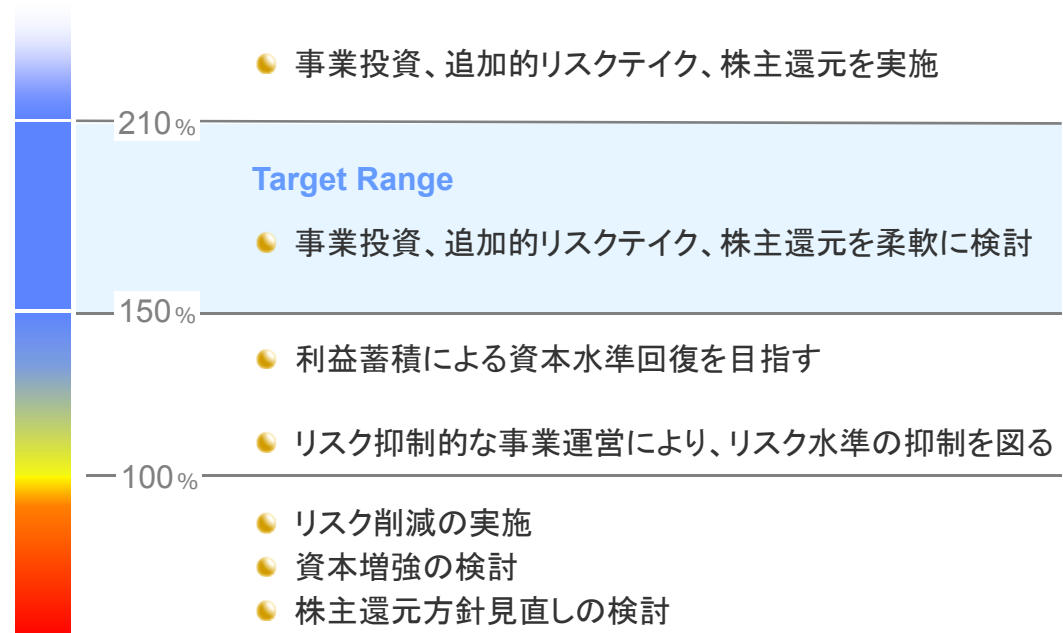 事業投資、追加的リスクテイク、株主還元を実施
210%
Target Range
事業投資、追加的リスクテイク、株主還元を柔軟に検討
150%
利益蓄積による資本水準回復を目指す
リスク抑制的な事業運営により、リスク水準の抑制を図る
100%
リスク削減の実施
資本増強の検討
株主還元方針見直しの検討